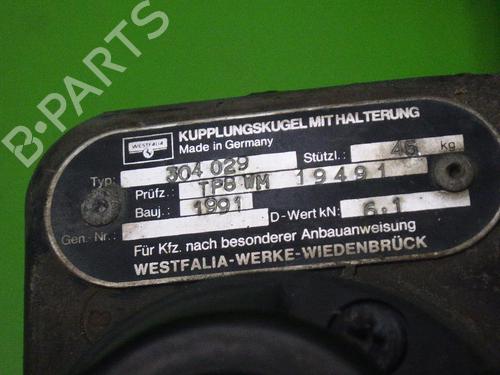 B-PARTS
WESTFALIA
KUPPLUNGSKUGEL MIT HALTERUNG
Made in Germany
Typ: 304 029 Stützl.: 46 kg
Prüfz.: TP8 WM 19491
Bauj.: 1991 D-Wert kN: 6,1
Gen.-Nr.:
Für Kfz. nach besonderer Anbauanweisung
WESTFALIA-WERKE-WIEDENBRÜCK